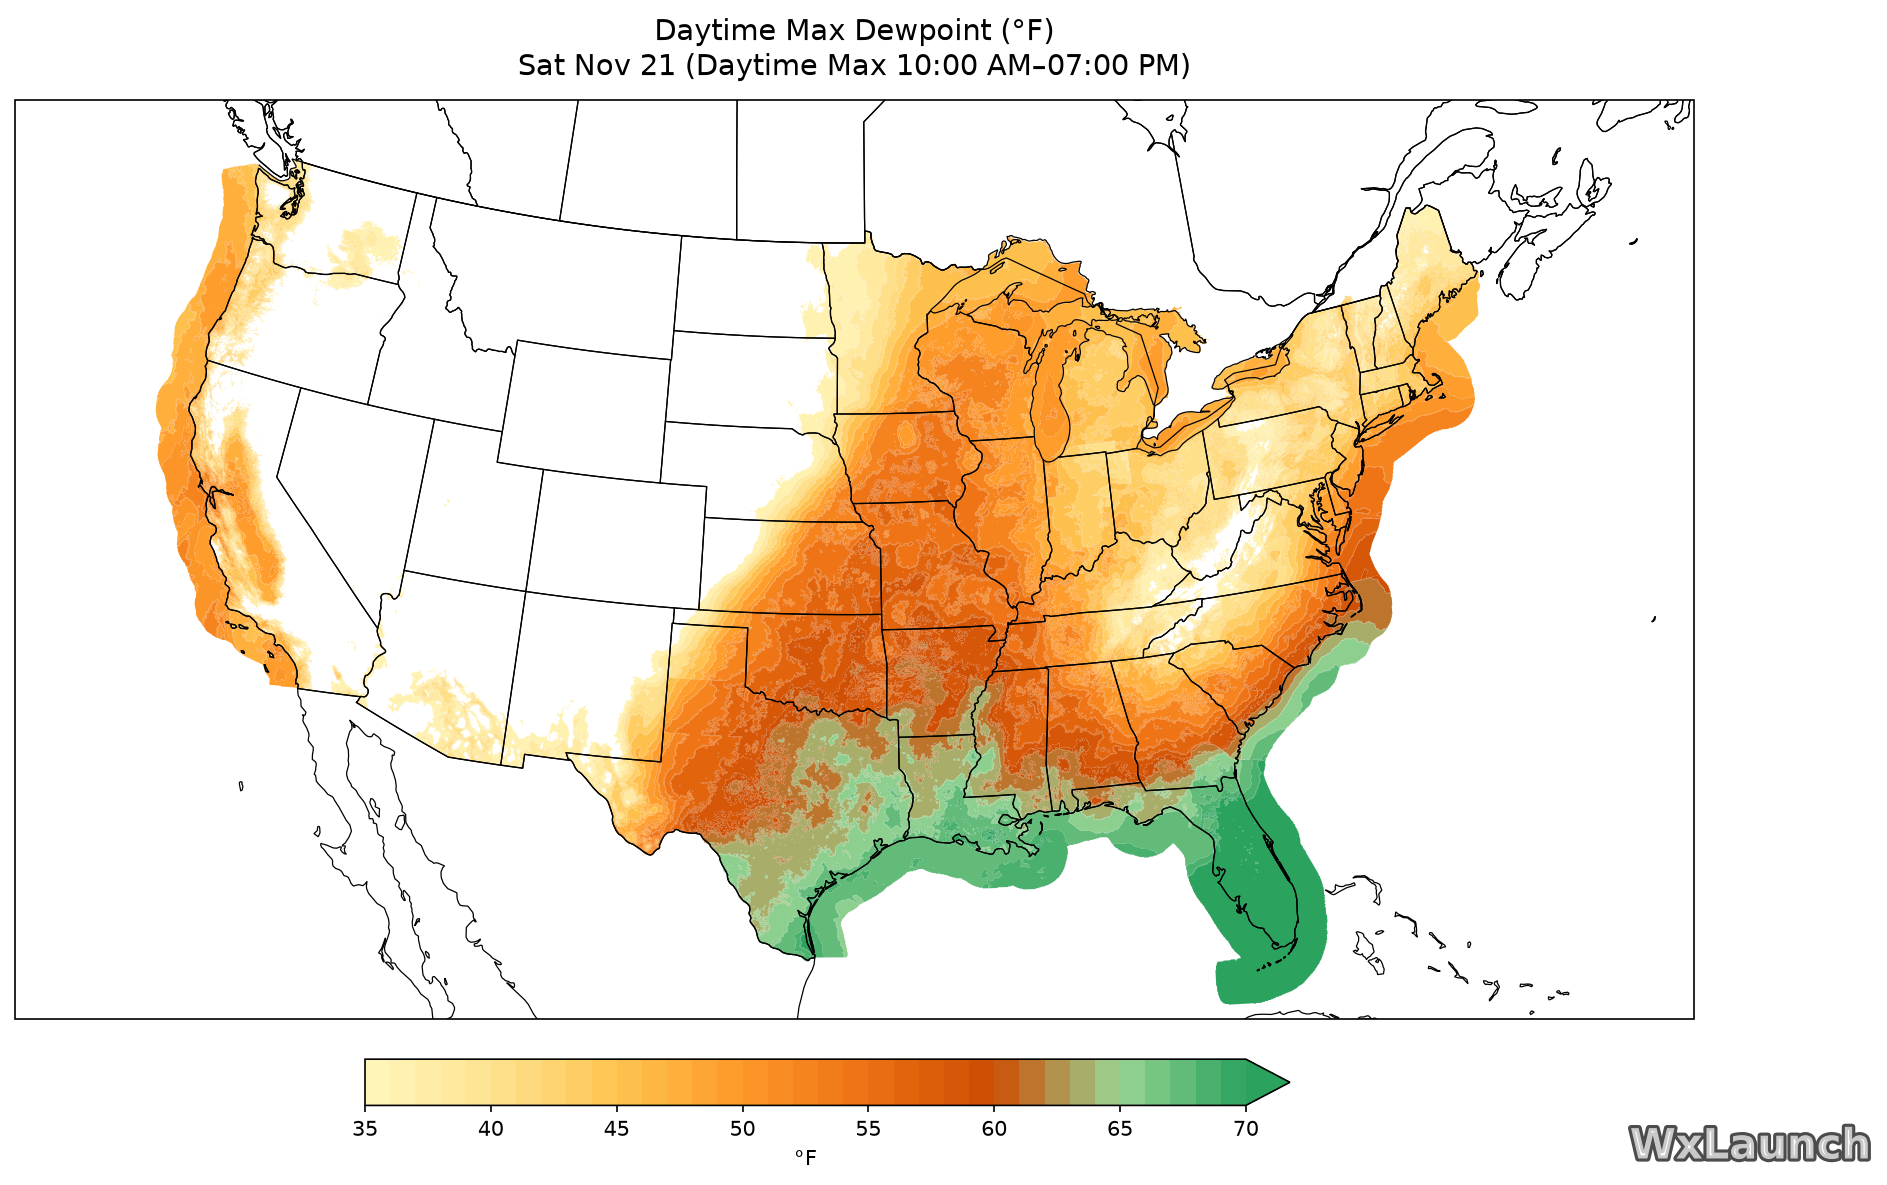 Daytime Max Dewpoint (°F)
Sat Nov 21 (Daytime Max 10:00 AM–07:00 PM)
35 40 45 50 55 60 65 70
°F
WxLaunch